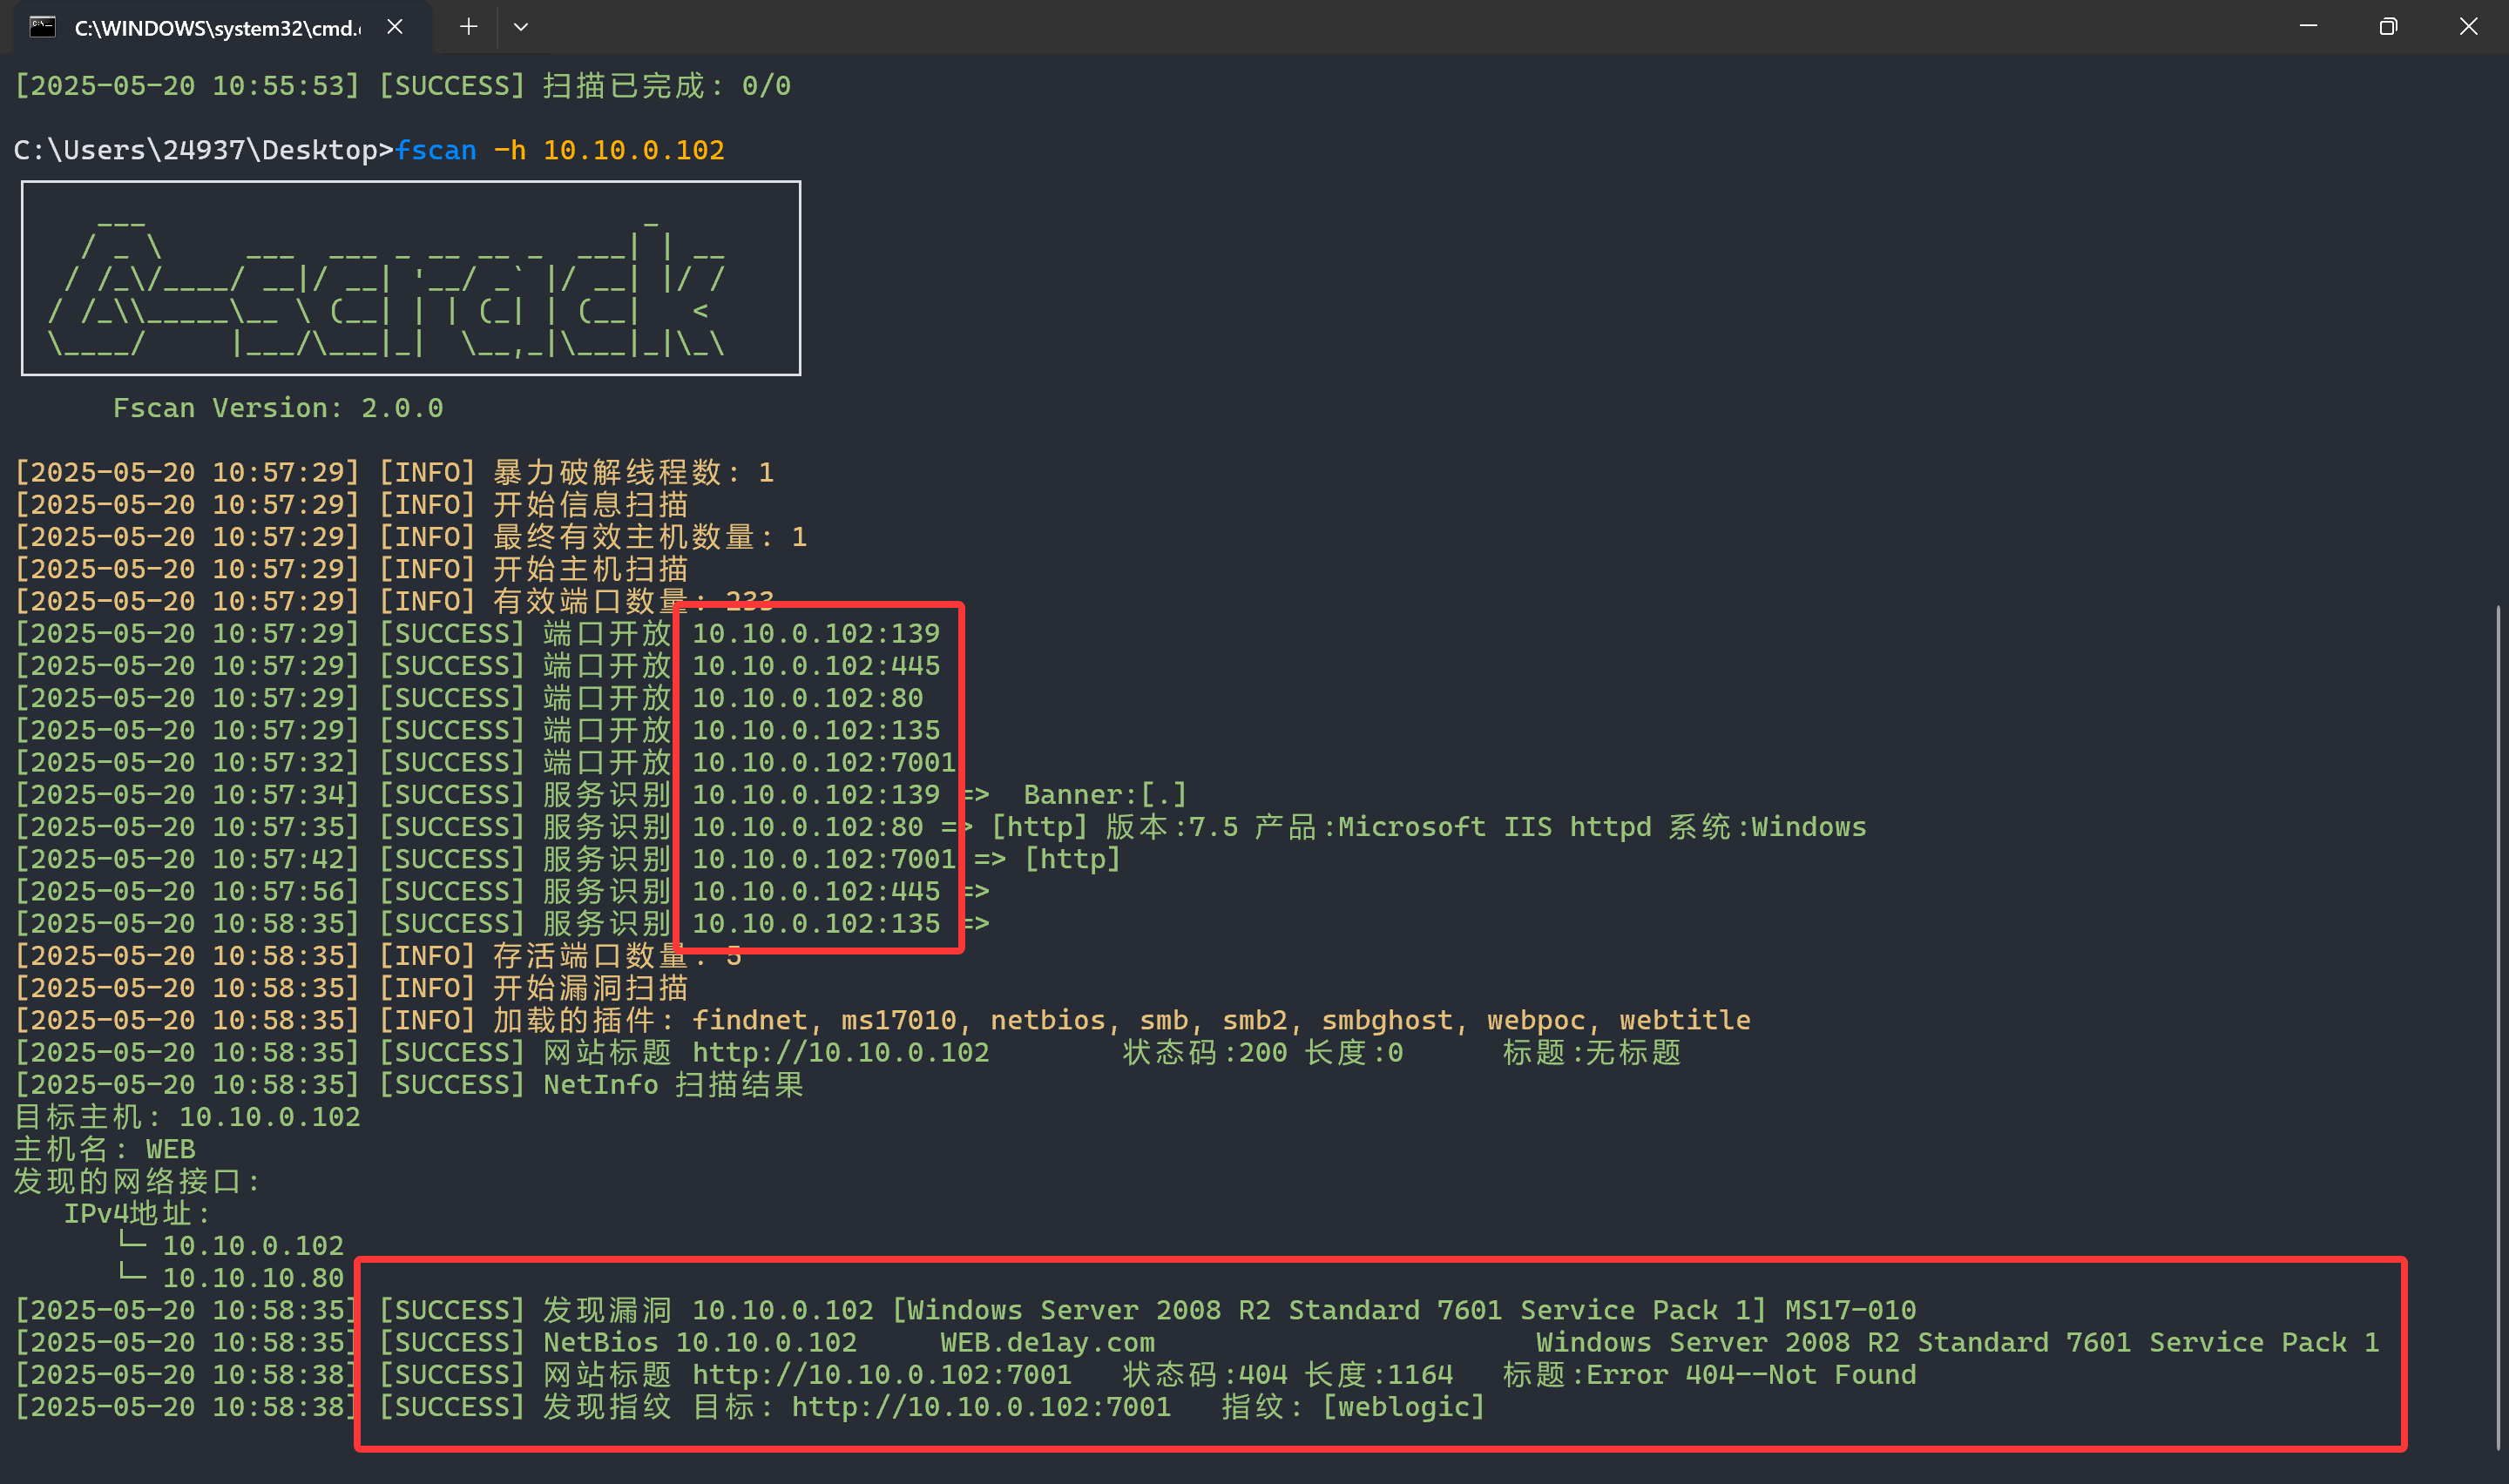 C:\WINDOWS\system32\cmd.
[2025-05-20 10:55:53] [SUCCESS] 扫描已完成: 0/0
C:\Users\24937\Desktop>fscan -h 10.10.0.102
Fscan Version: 2.0.0
[2025-05-20 10:57:29] [INFO] 暴力破解线程数: 1
[2025-05-20 10:57:29] [INFO] 开始信息扫描
[2025-05-20 10:57:29] [INFO] 最终有效主机数量: 1
[2025-05-20 10:57:29] [INFO] 开始主机扫描
[2025-05-20 10:57:29] [INFO] 有效端口数量: 233
[2025-05-20 10:57:29] [SUCCESS] 端口开放 10.10.0.102:139
[2025-05-20 10:57:29] [SUCCESS] 端口开放 10.10.0.102:445
[2025-05-20 10:57:29] [SUCCESS] 端口开放 10.10.0.102:80
[2025-05-20 10:57:29] [SUCCESS] 端口开放 10.10.0.102:135
[2025-05-20 10:57:32] [SUCCESS] 端口开放 10.10.0.102:7001
[2025-05-20 10:57:34] [SUCCESS] 服务识别 10.10.0.102:139 => Banner:[.]
[2025-05-20 10:57:35] [SUCCESS] 服务识别 10.10.0.102:80 => [http] 版本:7.5 产品:Microsoft IIS httpd 系统:Windows
[2025-05-20 10:57:42] [SUCCESS] 服务识别 10.10.0.102:7001 => [http]
[2025-05-20 10:57:56] [SUCCESS] 服务识别 10.10.0.102:445 =>
[2025-05-20 10:58:35] [SUCCESS] 服务识别 10.10.0.102:135 =>
[2025-05-20 10:58:35] [INFO] 存活端口数量: 5
[2025-05-20 10:58:35] [INFO] 开始漏洞扫描
[2025-05-20 10:58:35] [INFO] 加载的插件: findnet, ms17010, netbios, smb, smb2, smbghost, webpoc, webtitle
[2025-05-20 10:58:35] [SUCCESS] 网站标题 http://10.10.0.102 状态码:200 长度:0 标题:无标题
[2025-05-20 10:58:35] [SUCCESS] NetInfo 扫描结果
目标主机: 10.10.0.102
主机名: WEB
发现的网络接口:
IPv4地址:
└─ 10.10.0.102
└─ 10.10.10.80
[2025-05-20 10:58:35] [SUCCESS] 发现漏洞 10.10.0.102 [Windows Server 2008 R2 Standard 7601 Service Pack 1] MS17-010
[2025-05-20 10:58:35] [SUCCESS] NetBios 10.10.0.102 WEB.de1ay.com Windows Server 2008 R2 Standard 7601 Service Pack 1
[2025-05-20 10:58:38] [SUCCESS] 网站标题 http://10.10.0.102:7001 状态码:404 长度:1164 标题:Error 404--Not Found
[2025-05-20 10:58:38] [SUCCESS] 发现指纹 目标: http://10.10.0.102:7001 指纹: [weblogic]